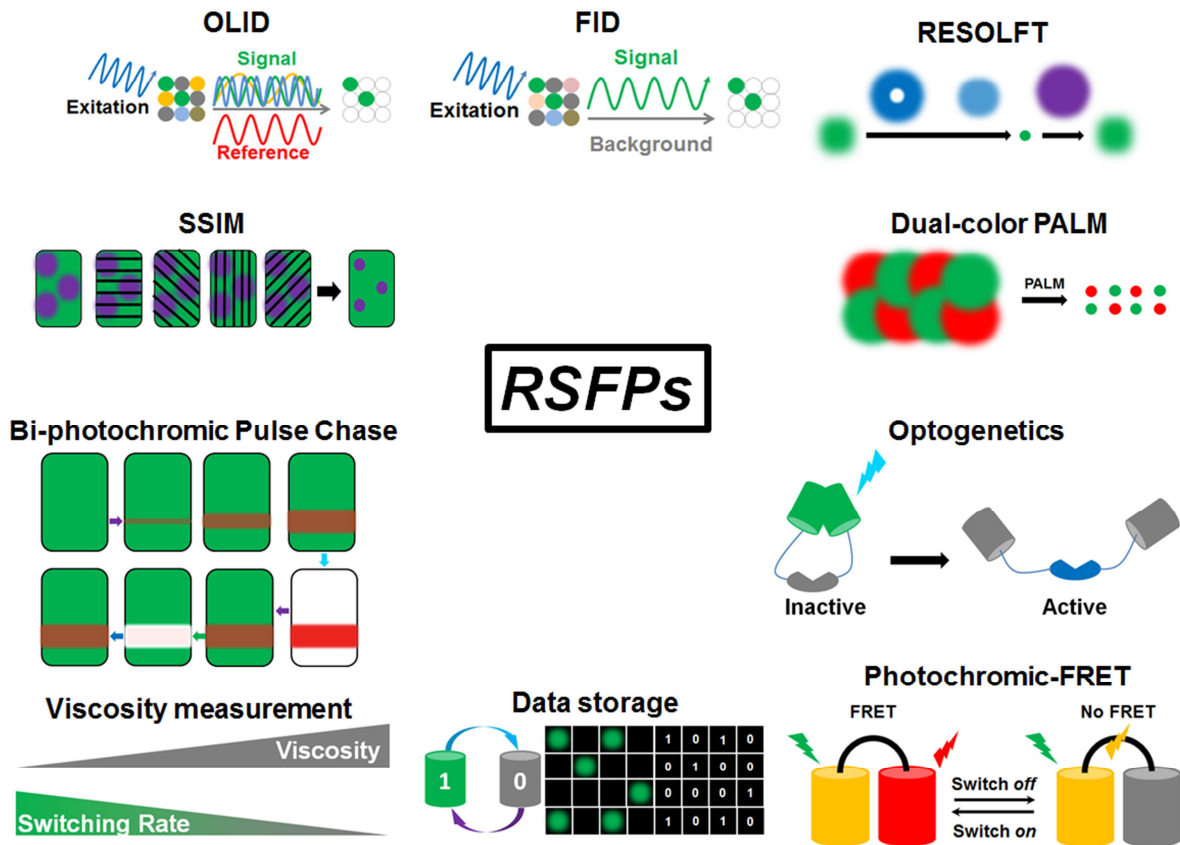 OLID
FID
RESOLFT
Signal
Exitation
Reference
Signal
Exitation
Background
SSIM
Dual-color PALM
PALM
RSFPs
Bi-photochromic Pulse Chase
Optogenetics
Inactive
Active
Viscosity measurement
Viscosity
Switching Rate
Data storage
1
0
1 0 1 0
0 1 0 0
0 0 0 1
1 0 1 0
Photochromic-FRET
FRET
No FRET
Switch off
Switch on